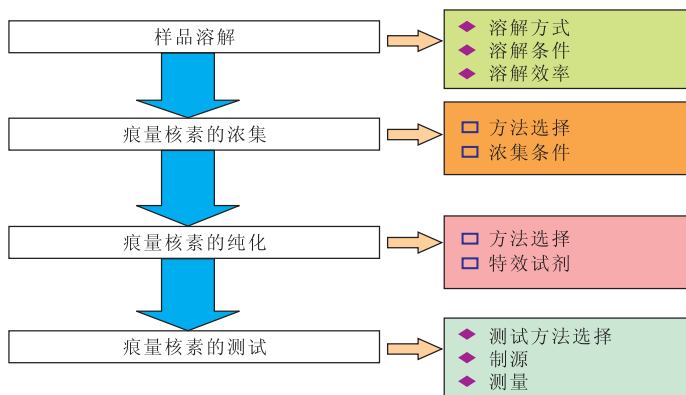 样品溶解
溶解方式
溶解条件
溶解效率
痕量核素的浓集
方法选择
浓集条件
痕量核素的纯化
方法选择
特效试剂
痕量核素的测试
测试方法选择
制源
测量